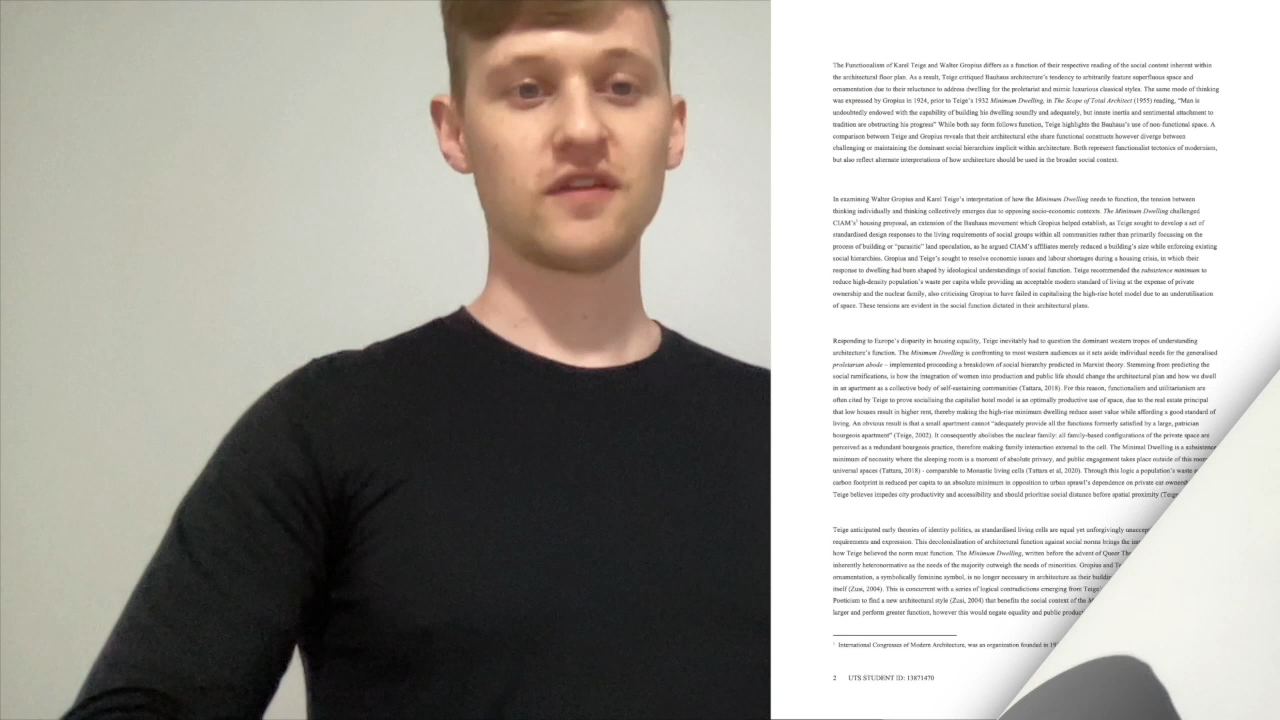 The Functionalism of Karel Teige and Walter Gropius differs as a function of their respective reading of the social content inherent within
the architectural floor plan. As a result, Teige critiqued Bauhaus architecture's tendency to arbitrarily feature superfluous space and
ornamentation due to their reluctance to address dwelling for the proletariat and mimic luxurious classical styles. The same mode of thinking
was expressed by Gropius in 1924, prior to Teige's 1932 Minimum Dwelling, in The Scope of Total Architect (1955) reading, "Man is
undoubtedly endowed with the capability of building his dwelling soundly and adequately, but innate inertia and sentimental attachment to
tradition are obstructing his progress" While both say form follows function, Teige highlights the Bauhaus's use of non-functional space. A
comparison between Teige and Gropius reveals that their architectural ethe share functional constructs however diverge between
challenging or maintaining the dominant social hierarchies implicit within architecture. Both represent functionalist tectonics of modernism,
but also reflect alternate interpretations of how architecture should be used in the broader social context.
In examining Walter Gropius and Karel Teige's interpretation of how the Minimum Dwelling needs to function, the tension between
thinking individually and thinking collectively emerges due to opposing socio-economic contexts. The Minimum Dwelling challenged
CIAM's¹ housing proposal, an extension of the Bauhaus movement which Gropius helped establish, as Teige sought to develop a set of
standardised design responses to the living requirements of social groups within all communities rather than primarily focussing on the
process of building or "parasitic" land speculation, as he argued CIAM's affiliates merely reduced a building's size while enforcing existing
social hierarchies. Gropius and Teige's sought to resolve economic issues and labour shortages during a housing crisis, in which their
response to dwelling had been shaped by ideological understandings of social function. Teige recommended the subsistence minimum to
reduce high-density population's waste per capita while providing an acceptable modern standard of living at the expense of private
ownership and the nuclear family, also criticising Gropius to have failed in capitalising the high-rise hotel model due to an underutilisation
of space. These tensions are evident in the social function dictated in their architectural plans.
Responding to Europe's disparity in housing equality, Teige inevitably had to question the dominant western tropes of understanding
architecture's function. The Minimum Dwelling is confronting to most western audiences as it sets aside individual needs for the generalised
proletarian abode – implemented proceeding a breakdown of social hierarchy predicted in Marxist theory. Stemming from predicting the
social ramifications, is how the integration of women into production and public life should change the architectural plan and how we dwell
in an apartment as a collective body of self-sustaining communities (Tattara, 2018). For this reason, functionalism and utilitarianism are
often cited by Teige to prove socialising the capitalist hotel model is an optimally productive use of space, due to the real estate principal
that low houses result in higher rent, thereby making the high-rise minimum dwelling reduce asset value while affording a good standard of
living. An obvious result is that a small apartment cannot "adequately provide all the functions formerly satisfied by a large, patrician
bourgeois apartment" (Teige, 2002). It consequently abolishes the nuclear family: all family-based configurations of the private space are
perceived as a redundant bourgeois practice, therefore making family interaction external to the cell. The Minimal Dwelling is a subsistence
minimum of necessity where the sleeping room is a moment of absolute privacy, and public engagement takes place outside of this more
universal spaces (Tattara, 2018) - comparable to Monastic living cells (Tattara et al, 2020). Through this logic a population's waste
carbon footprint is reduced per capita to an absolute minimum in opposition to urban sprawl's dependence on private car
Teige believes impedes city productivity and accessibility and should prioritise social distance before spatial proximity
Teige anticipated early theories of identity politics, as standardised living cells are equal yet unforgivingly
requirements and expression. This decolonialisation of architectural function against social norms brings the
how Teige believed the norm must function. The Minimum Dwelling, written before the advent of Queer
inherently heteronormative as the needs of the majority outweigh the needs of minorities. Gropius and
ornamentation, a symbolically feminine symbol, is no longer necessary in architecture as their
itself (Zusi, 2004). This is concurrent with a series of logical contradictions emerging from Teige's
Poeticism to find a new architectural style (Zusi, 2004) that benefits the social context of the
larger and perform greater function, however this would negate equality and public
¹ International Congresses of Modern Architecture, was an organization founded in
2 UTS STUDENT ID: 13871470